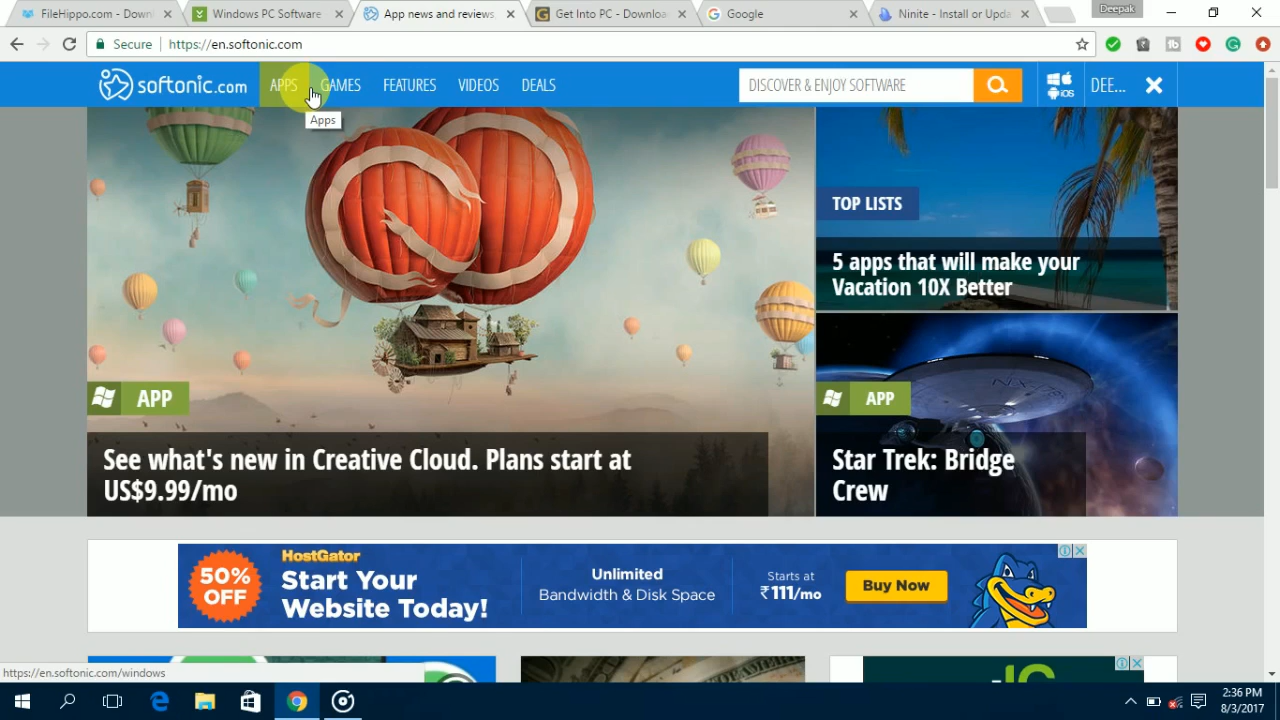 FileHippo.com - Downl
Windows PC Software
App news and reviews,
Get Into PC - Downloa
Google
Ninite - Install or Upda
Deepak
Secure
https://en.softonic.com
softonic.com
APPS
GAMES
FEATURES
VIDEOS
DEALS
DISCOVER & ENJOY SOFTWARE
iOS
DEE...
Apps
TOP LISTS
5 apps that will make your
Vacation 10X Better
APP
See what's new in Creative Cloud. Plans start at
US$9.99/mo
NX
APP
Star Trek: Bridge
Crew
50%
OFF
HostGator
Start Your
Website Today!
Unlimited
Bandwidth & Disk Space
Starts at
₹111/mo
Buy Now
https://en.softonic.com/windows
2:36 PM
8/3/2017